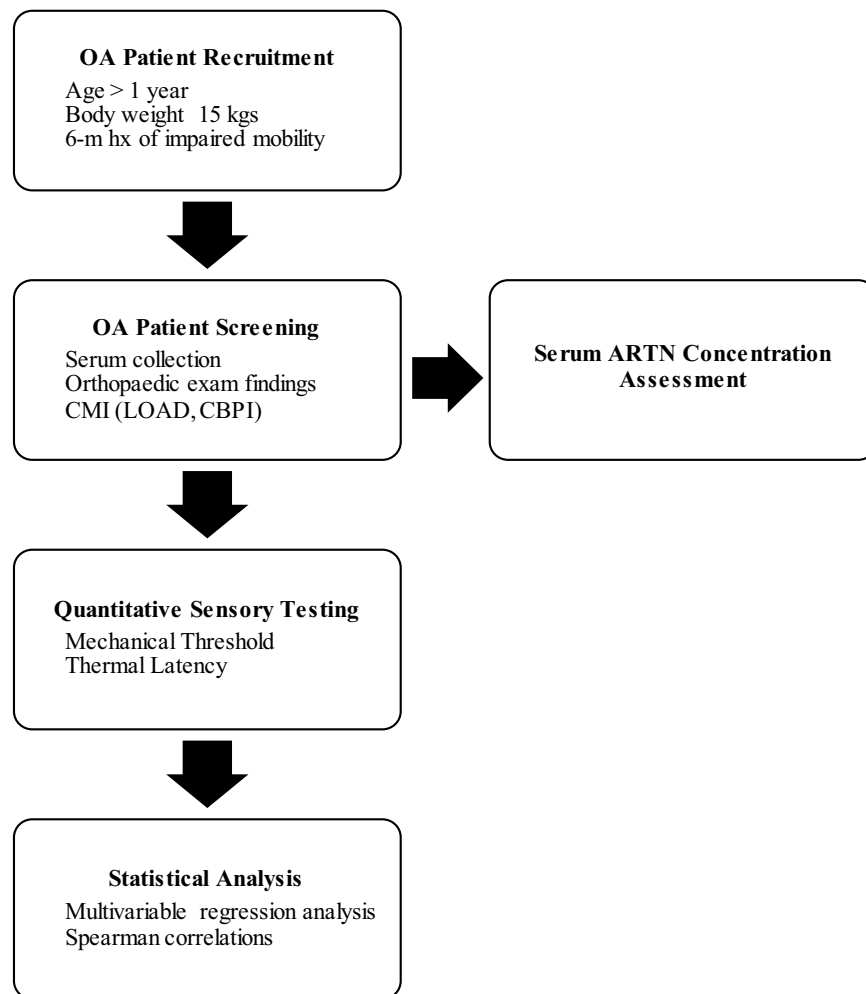 OA Patient Recruitment
Age > 1 year
Body weight 15 kgs
6-m hx of impaired mobility
OA Patient Screening
Serum collection
Orthopaedic exam findings
CMI (LOAD, CBPI)
Serum ARTN Concentration
Assessment
Quantitative Sensory Testing
Mechanical Threshold
Thermal Latency
Statistical Analysis
Multivariable regression analysis
Spearman correlations